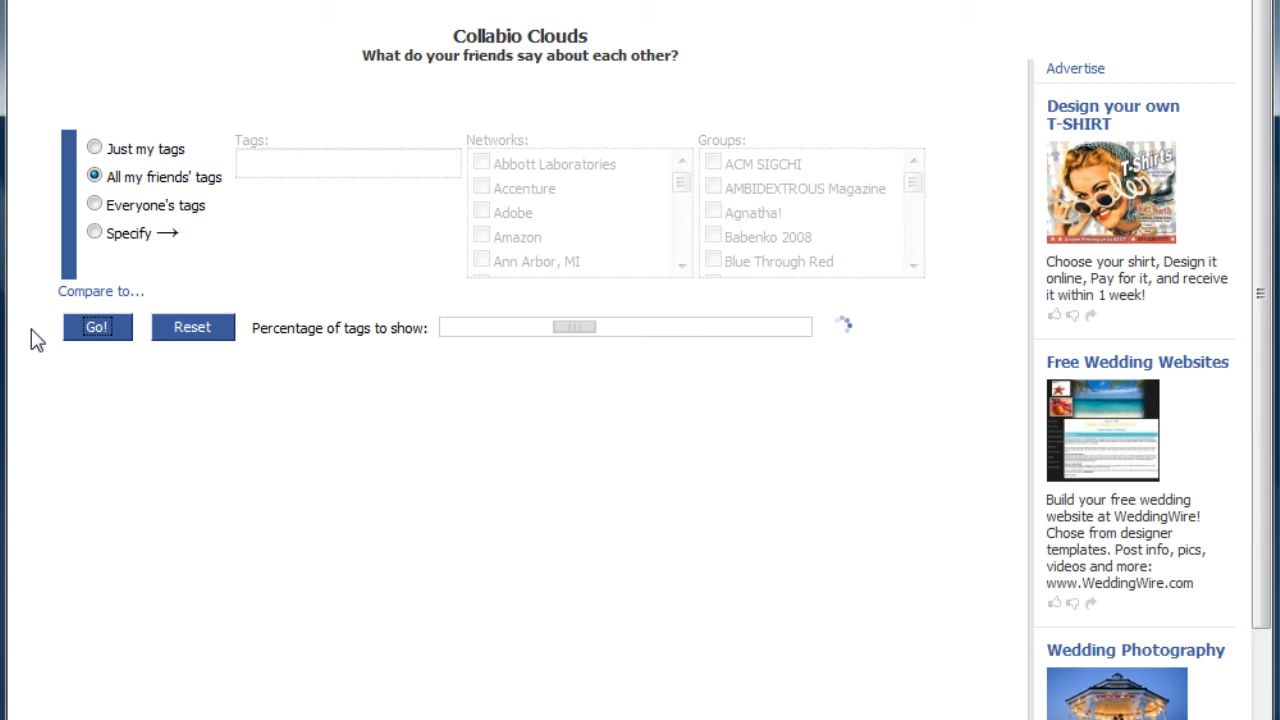 Collabio Clouds
What do your friends say about each other?
Just my tags
All my friends' tags
Everyone's tags
Specify →
Tags:
Networks:
Abbott Laboratories
Accenture
Adobe
Amazon
Ann Arbor, MI
Groups:
ACM SIGCHI
AMBIDEXTROUS Magazine
Agnatha!
Babenko 2008
Blue Through Red
Compare to...
Go!
Reset
Percentage of tags to show:
Advertise
Design your own
T-SHIRT
T-Shirts
Choose your shirt, Design it
online, Pay for it, and receive
it within 1 week!
Free Wedding Websites
Build your free wedding
website at WeddingWire!
Chose from designer
templates. Post info, pics,
videos and more:
www.WeddingWire.com
Wedding Photography